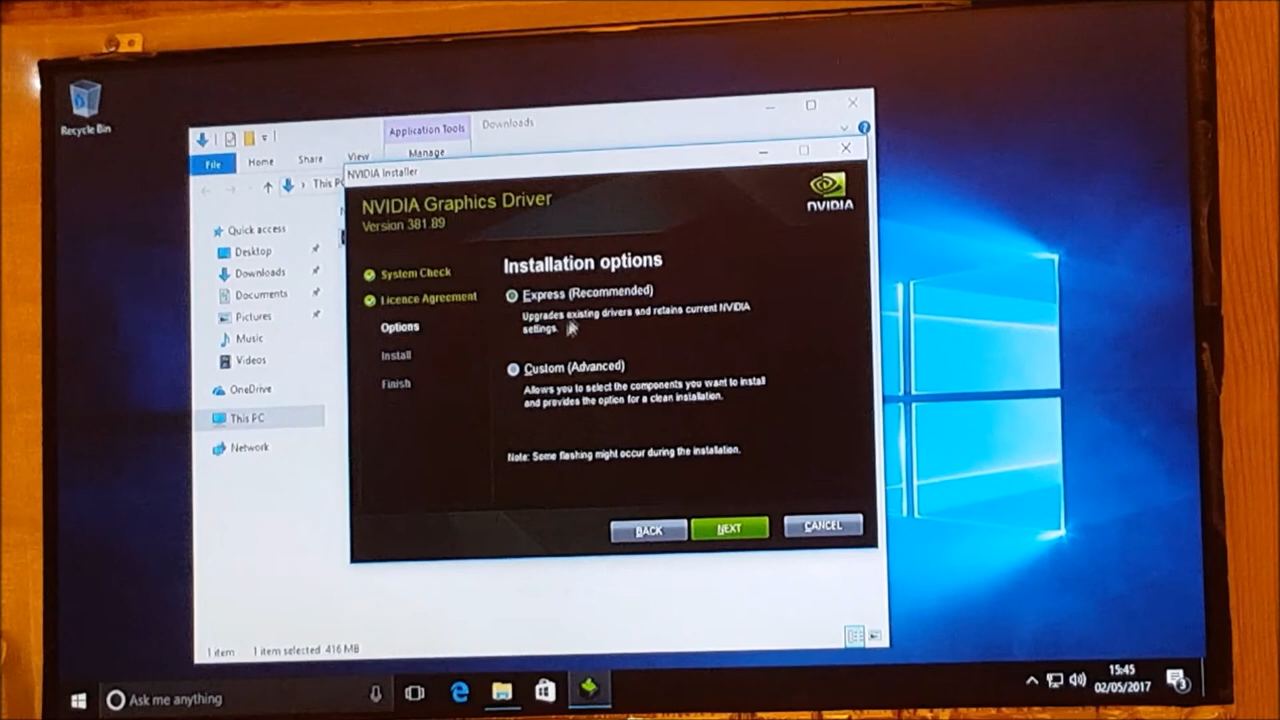 Recycle Bin
Application Tools
Downloads
File
Home
Share
View
Manage
This PC
Quick access
Desktop
Downloads
Documents
Pictures
Music
Videos
OneDrive
This PC
Network
1 item
1 item selected 416 MB
NVIDIA Installer
NVIDIA Graphics Driver
Version 381.89
NVIDIA
System Check
Licence Agreement
Options
Install
Finish
Installation options
Express (Recommended)
Upgrades existing drivers and retains current NVIDIA
settings.
Custom (Advanced)
Allows you to select the components you want to install
and provides the option for a clean installation.
Note: Some flashing might occur during the installation.
BACK
NEXT
CANCEL
Ask me anything
15:45
02/05/2017
3